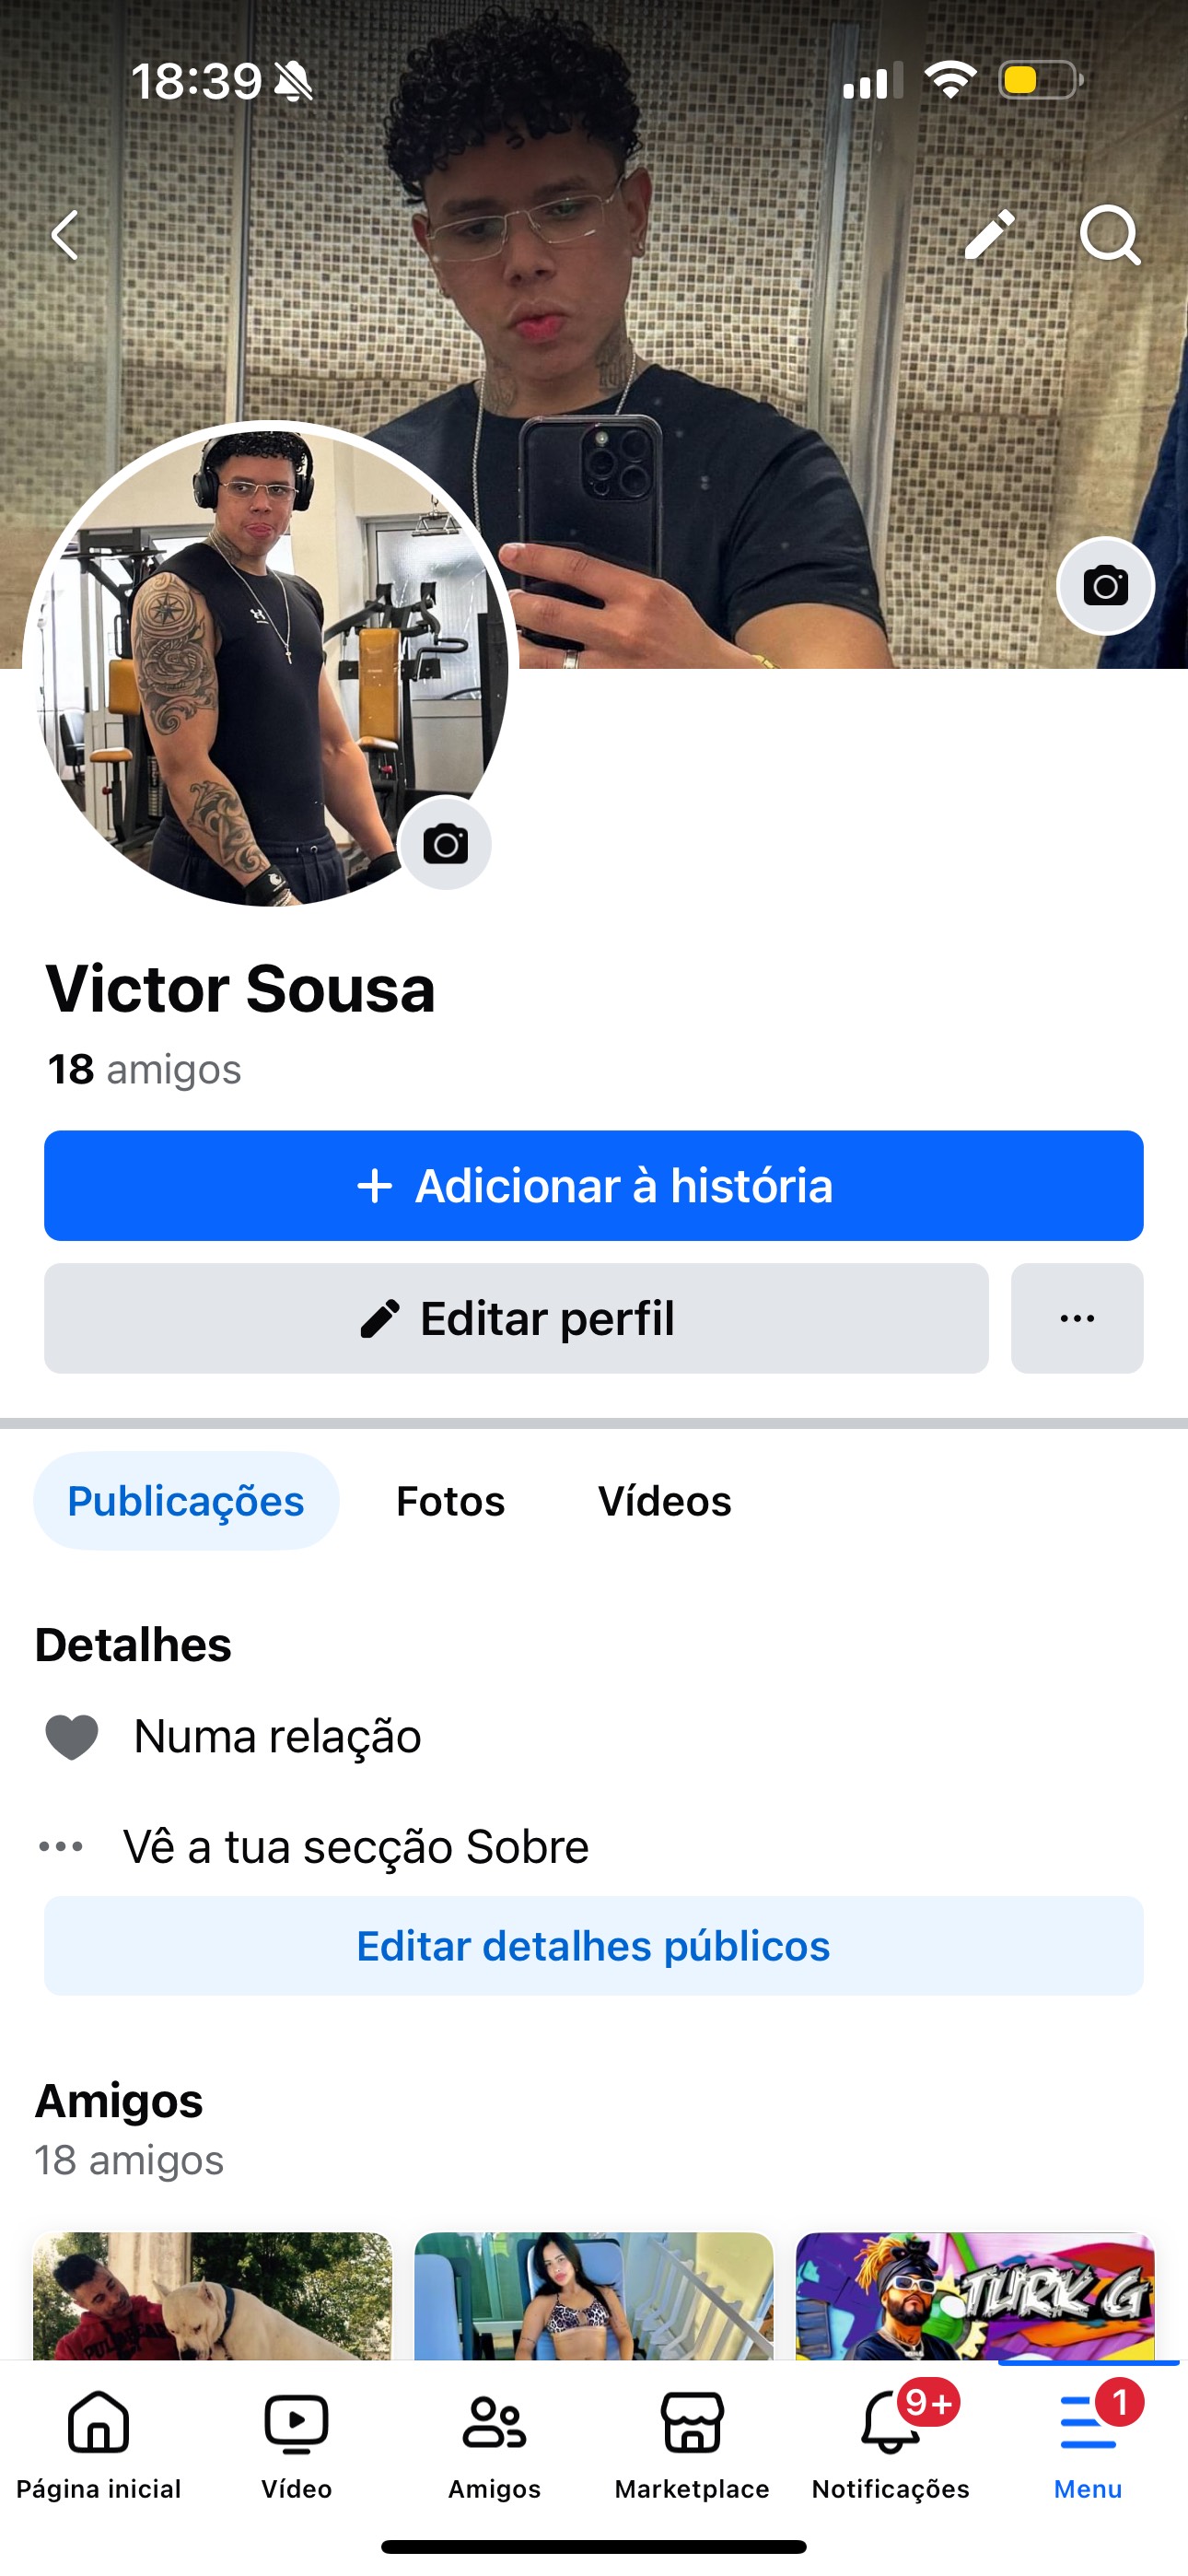 18:39
Victor Sousa
18 amigos
+ Adicionar à história
Editar perfil
...
Publicações Fotos Vídeos
Detalhes
Numa relação
... Vê a tua secção Sobre
Editar detalhes públicos
Amigos
18 amigos
TURK G
9+ 1
Página inicial Vídeo Amigos Marketplace Notificações Menu